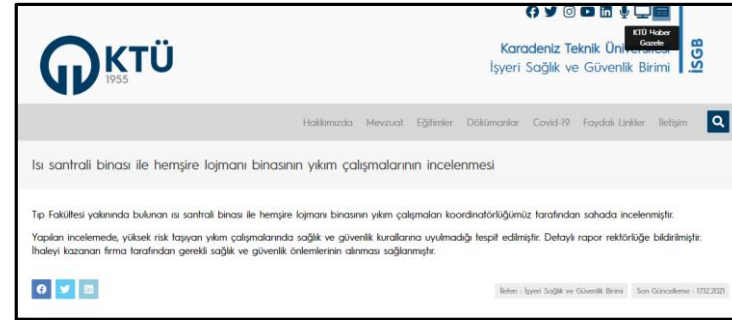 KTÜ
1955
KTÜ Haber
Gazete
Karadeniz Teknik
İşyeri Sağlık ve Güvenlik Birimi
İSGB
Hakkımızda Mevzuat Eğitimler Dökümanlar Covid-19 Faydalı Linkler İletişim
Isı santrali binası ile hemşire lojmanı binasının yıkım çalışmalarının incelenmesi
Tıp Fakültesi yakınında bulunan ısı santrali binası ile hemşire lojmanı binasının yıkım çalışmaları koordinatörlüğümüz tarafından sahada incelenmiştir.
Yapılan incelemede, yüksek risk taşıyan yıkım çalışmalarında sağlık ve güvenlik kurallarına uyulmadığı tespit edilmiştir. Detaylı rapor rektörlüğe bildirilmiştir.
İhaleyi kazanan firma tarafından gerekli sağlık ve güvenlik önlemlerinin alınması sağlanmıştır.
İleten : İşyeri Sağlık ve Güvenlik Birimi Son Güncelleme : 17.12.2021